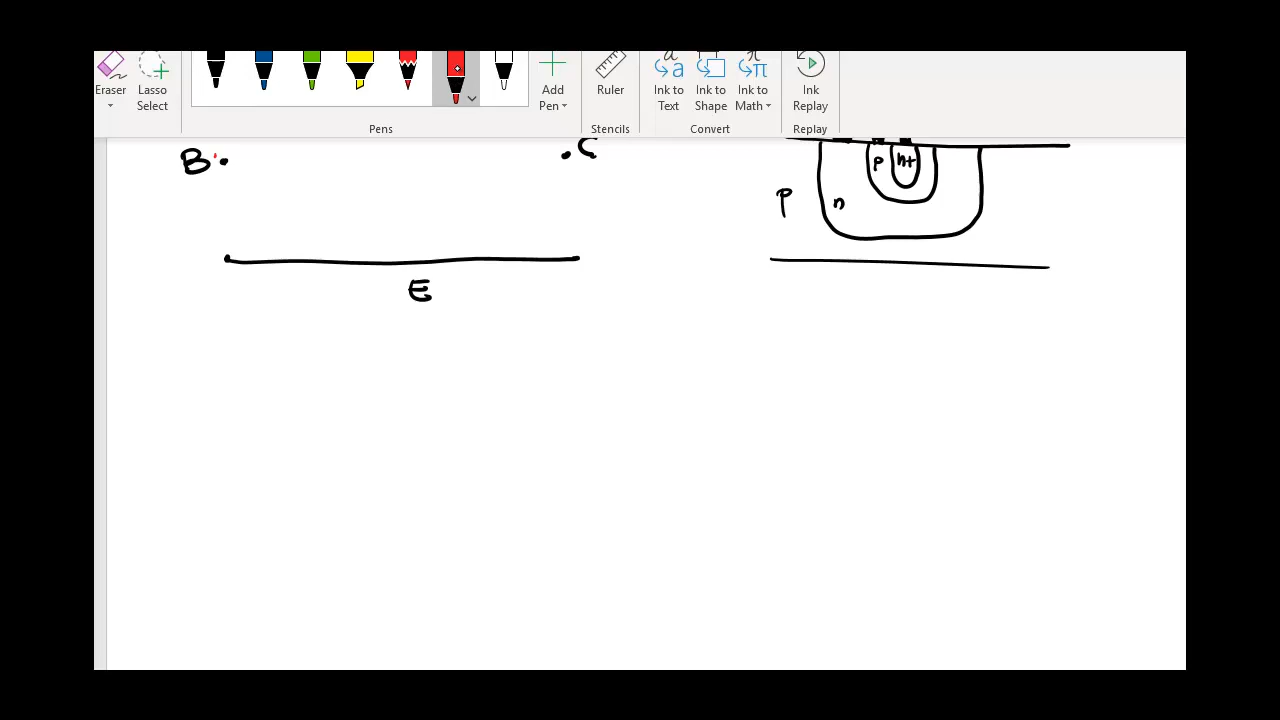 Eraser
Lasso Select
Add Pen
Ruler
Ink to Text
Ink to Shape
Ink to Math
Ink Replay
Pens
Stencils
Convert
Replay
B
C
p
n+
p
n
E